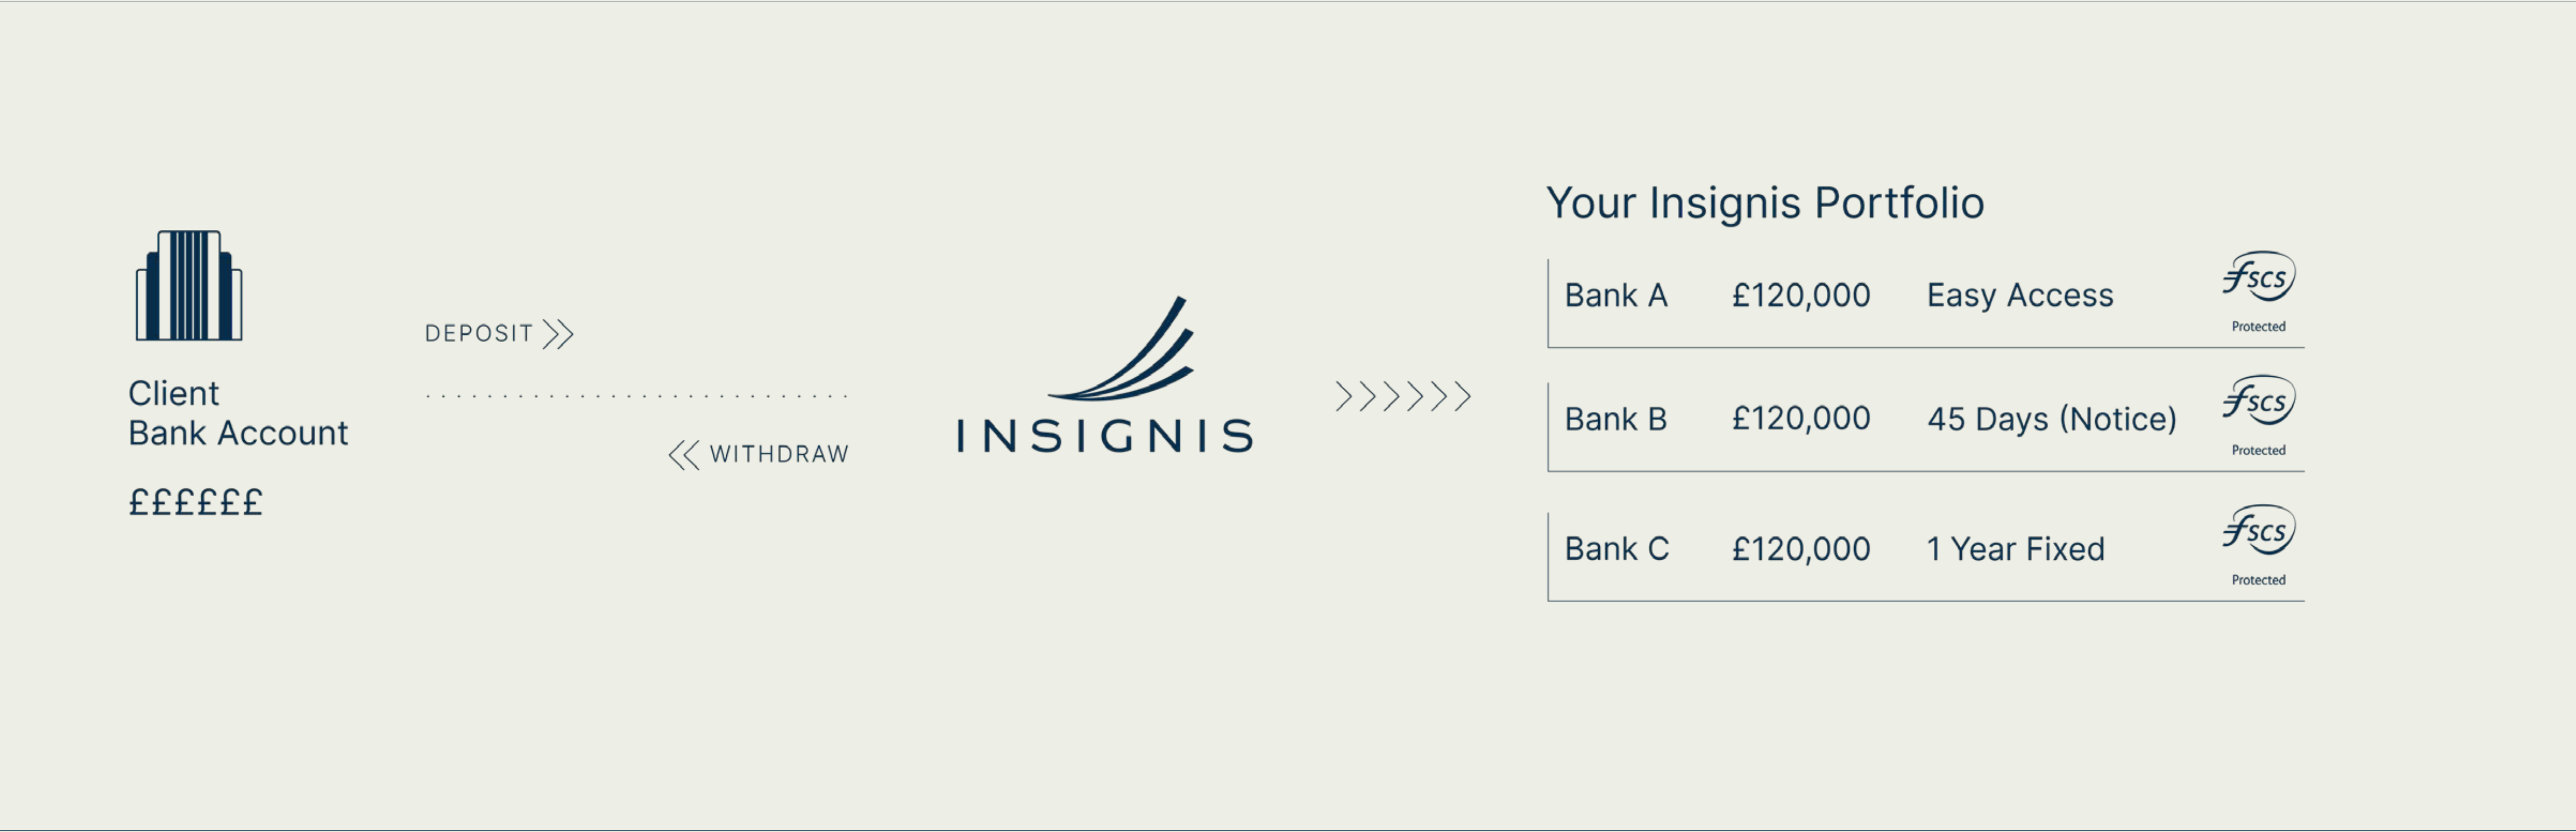 Client
Bank Account
££££££
DEPOSIT
WITHDRAW
INSIGNIS
Your Insignis Portfolio
Bank A £120,000 Easy Access fscs
Protected
Bank B £120,000 45 Days (Notice) fscs
Protected
Bank C £120,000 1 Year Fixed fscs
Protected